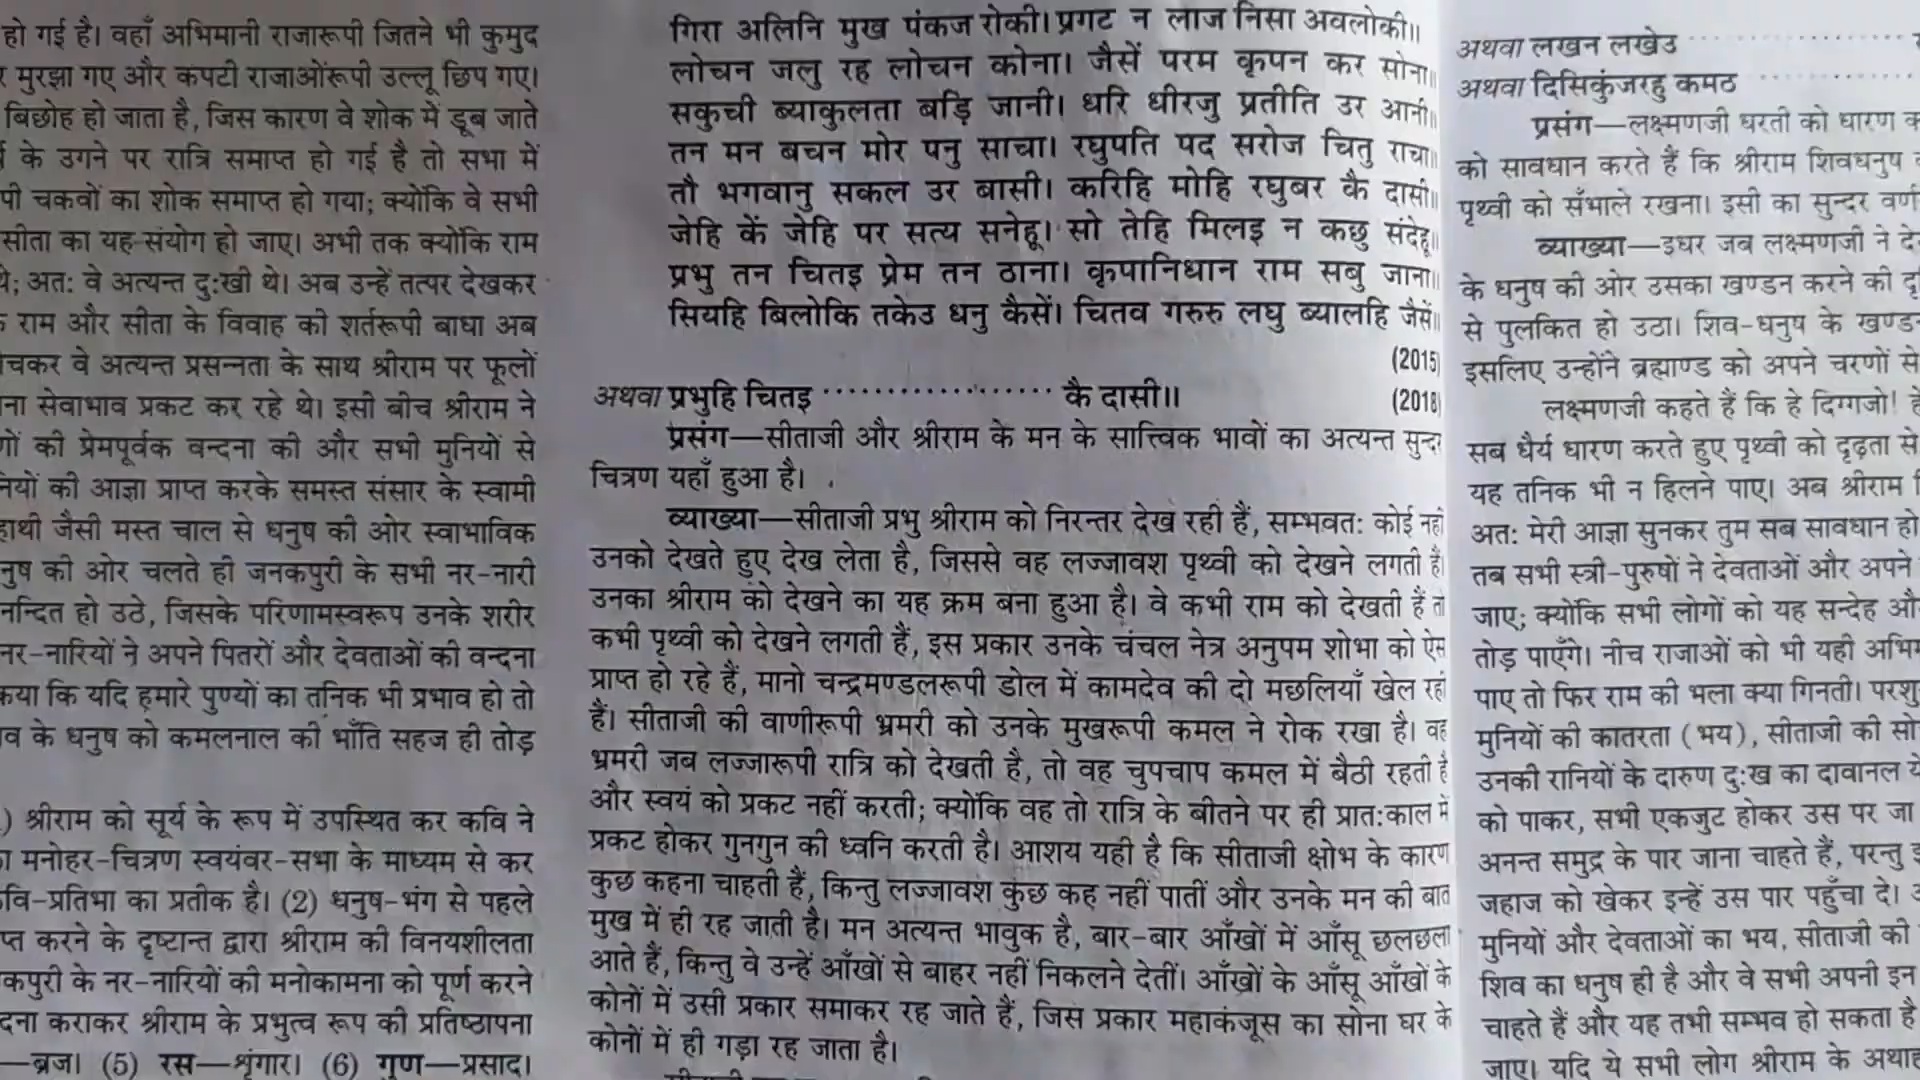 हो गई है। वहाँ अभिमानी राजारूपी जितने भी कुमुद
मुरझा गए और कपटी राजाओंरूपी उल्लू छिप गए।
बिछोह हो जाता है, जिस कारण वे शोक में डूब जाते
के उगने पर रात्रि समाप्त हो गई है तो सभा में
पी चकवों का शोक समाप्त हो गया; क्योंकि वे सभी
सीता का यह-संयोग हो जाए। अभी तक क्योंकि राम
थे; अतः वे अत्यन्त दुःखी थे। अब उन्हें तत्पर देखकर
राम और सीता के विवाह की शर्तरूपी बाधा अब
चकर वे अत्यन्त प्रसन्नता के साथ श्रीराम पर फूलों
ना सेवाभाव प्रकट कर रहे थे। इसी बीच श्रीराम ने
की प्रेमपूर्वक वन्दना की और सभी मुनियों से
नियों की आज्ञा प्राप्त करके समस्त संसार के स्वामी
हाथी जैसी मस्त चाल से धनुष की ओर स्वाभाविक
नुष की ओर चलते ही जनकपुरी के सभी नर-नारी
नन्दित हो उठे, जिसके परिणामस्वरूप उनके शरीर
नर-नारियों ने अपने पितरों और देवताओं की वन्दना
कया कि यदि हमारे पुण्यों का तनिक भी प्रभाव हो तो
व के धनुष को कमलनाल की भाँति सहज ही तोड़
) श्रीराम को सूर्य के रूप में उपस्थित कर कवि ने
मनोहर-चित्रण स्वयंवर-सभा के माध्यम से कर
वि-प्रतिभा का प्रतीक है। (2) धनुष-भंग से पहले
प्त करने के दृष्टान्त द्वारा श्रीराम की विनयशीलता
कपुरी के नर-नारियों की मनोकामना को पूर्ण करने
दना कराकर श्रीराम के प्रभुत्व रूप की प्रतिष्ठापना
—ब्रज। (5) रस—शृंगार। (6) गुण—प्रसाद।
गिरा अलिनि मुख पंकज रोकी। प्रगट न लाज निसा अवलोकी॥
लोचन जलु रह लोचन कोना। जैसें परम कृपन कर सोना॥
सकुची ब्याकुलता बड़ि जानी। धरि धीरजु प्रतीति उर आनी॥
तन मन बचन मोर पनु साचा। रघुपति पद सरोज चितु राचा॥
तौ भगवानु सकल उर बासी। करिहि मोहि रघुबर कै दासी॥
जेहि कें जेहि पर सत्य सनेहू। सो तेहि मिलइ न कछु संदेहू॥
प्रभु तन चितइ प्रेम तन ठाना। कृपानिधान राम सबु जाना॥
सियहि बिलोकि तकेउ धनु कैसें। चितव गरुरु लघु ब्यालहि जैसें॥
(2015)
अथवा प्रभुहि चितइ ................... कै दासी॥ (2018)
प्रसंग—सीताजी और श्रीराम के मन के सात्त्विक भावों का अत्यन्त सुन्दर
चित्रण यहाँ हुआ है।
व्याख्या—सीताजी प्रभु श्रीराम को निरन्तर देख रही हैं, सम्भवतः कोई
उनको देखते हुए देख लेता है, जिससे वह लज्जावश पृथ्वी को देखने लगती हैं।
उनका श्रीराम को देखने का यह क्रम बना हुआ है। वे कभी राम को देखती हैं तो
कभी पृथ्वी को देखने लगती हैं, इस प्रकार उनके चंचल नेत्र अनुपम शोभा को ऐसे
प्राप्त हो रहे हैं, मानो चन्द्रमण्डलरूपी डोल में कामदेव की दो मछलियाँ खेल रही
हैं। सीताजी की वाणीरूपी भ्रमरी को उनके मुखरूपी कमल ने रोक रखा है। वह
भ्रमरी जब लज्जारूपी रात्रि को देखती है, तो वह चुपचाप कमल में बैठी रहती है
और स्वयं को प्रकट नहीं करती; क्योंकि वह तो रात्रि के बीतने पर ही प्रातःकाल में
प्रकट होकर गुनगुन की ध्वनि करती है। आशय यही है कि सीताजी क्षोभ के कारण
कुछ कहना चाहती हैं, किन्तु लज्जावश कुछ कह नहीं पातीं और उनके मन की बात
मुख में ही रह जाती है। मन अत्यन्त भावुक है, बार-बार आँखों में आँसू छलछला
आते हैं, किन्तु वे उन्हें आँखों से बाहर नहीं निकलने देतीं। आँखों के आँसू आँखों के
कोनों में उसी प्रकार समाकर रह जाते हैं, जिस प्रकार महाकंजूस का सोना घर के
कोनों में ही गड़ा रह जाता है।
अथवा लखन लखेउ ..................
अथवा दिसिकुंजरहु कमठ ..................
प्रसंग—लक्ष्मणजी धरती को धारण
को सावधान करते हैं कि श्रीराम शिवधनुष
पृथ्वी को सँभाले रखना। इसी का सुन्दर वर्ण
व्याख्या—इधर जब लक्ष्मणजी ने
के धनुष की ओर उसका खण्डन करने की
से पुलकित हो उठा। शिव-धनुष के खण्ड
इसलिए उन्होंने ब्रह्माण्ड को अपने चरणों से
लक्ष्मणजी कहते हैं कि हे दिग्गजो! हे
सब धैर्य धारण करते हुए पृथ्वी को दृढ़ता से
यह तनिक भी न हिलने पाए। अब श्रीराम
अतः मेरी आज्ञा सुनकर तुम सब सावधान हो
तब सभी स्त्री-पुरुषों ने देवताओं और अपने
जाए; क्योंकि सभी लोगों को यह सन्देह
तोड़ पाएँगे। नीच राजाओं को भी यही
पाए तो फिर राम की भला क्या गिनती। परशु
मुनियों की कातरता (भय), सीताजी की सो
उनकी रानियों के दारुण दुःख का दावानल ये
को पाकर, सभी एकजुट होकर उस पर जा
अनन्त समुद्र के पार जाना चाहते हैं, परन्तु
जहाज को खेकर इन्हें उस पार पहुँचा दे।
मुनियों और देवताओं का भय, सीताजी की
शिव का धनुष ही है और वे सभी अपनी इन
चाहते हैं और यह तभी सम्भव हो सकता है
जाए। यदि ये सभी लोग श्रीराम के अथाह